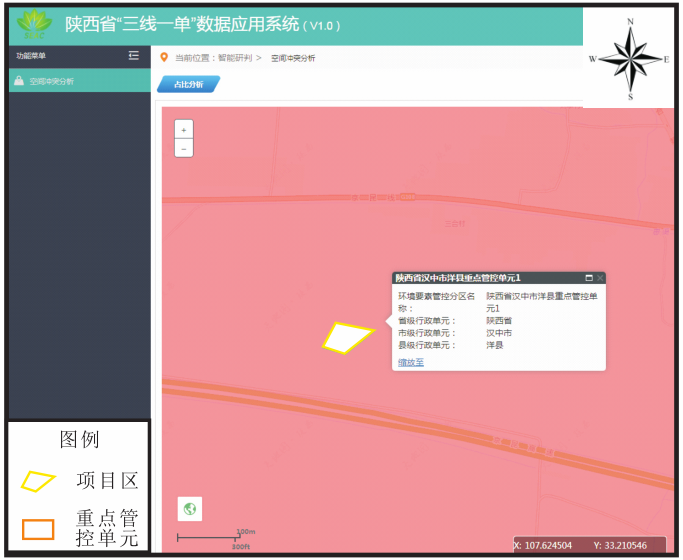 陕西省“三线一单”数据应用系统（V1.0）
功能菜单
当前位置：智能研判 > 空间冲突分析
空间冲突分析
占比分析
N
W
E
S
+
−
陕西省汉中市洋县重点管控单元1
环境要素管控分区名称： 陕西省汉中市洋县重点管控单元1
省级行政单元： 陕西省
市级行政单元： 汉中市
县级行政单元： 洋县
缩放至
图例
项目区
重点管
控单元
100m
300ft
X: 107.624504 Y: 33.210546